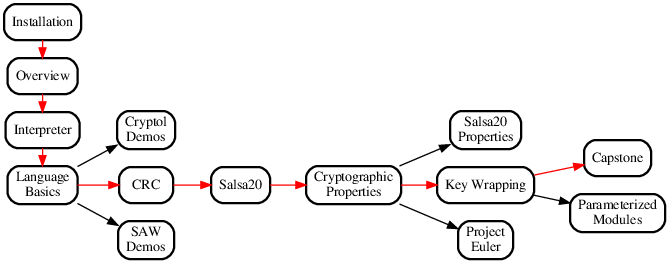 Installation
Overview
Interpreter
Language
Basics
Cryptol
Demos
CRC
SAW
Demos
Salsa20
Cryptographic
Properties
Salsa20
Properties
Key Wrapping
Project
Euler
Capstone
Parameterized
Modules